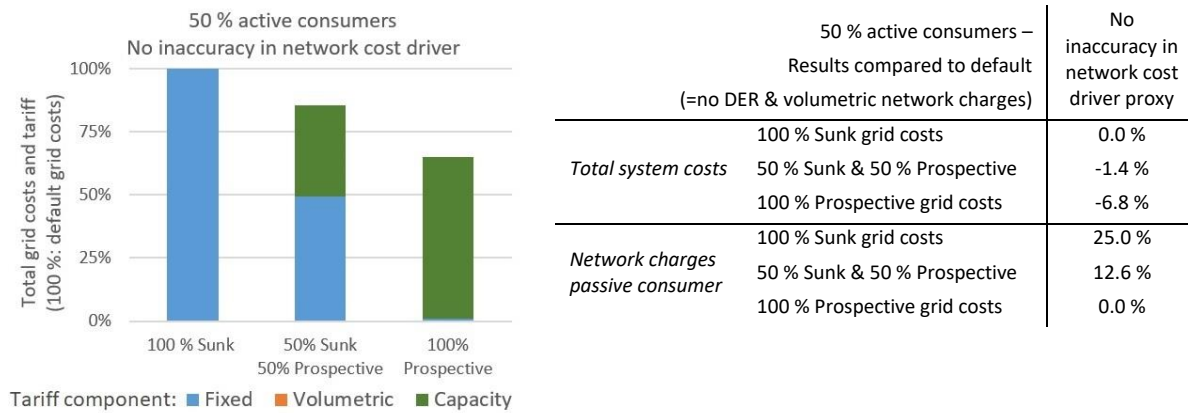 50 % active consumers
No inaccuracy in network cost driver
Total grid costs and tariff
(100 %: default grid costs)
100%
75%
50%
25%
0%
100 % Sunk
50% Sunk
50% Prospective
100%
Prospective
Tariff component: Fixed Volumetric Capacity
50 % active consumers –
Results compared to default
(=no DER & volumetric network charges)
No
inaccuracy in
network cost
driver proxy
Total system costs
100 % Sunk grid costs 0.0 %
50 % Sunk & 50 % Prospective -1.4 %
100 % Prospective grid costs -6.8 %
Network charges
passive consumer
100 % Sunk grid costs 25.0 %
50 % Sunk & 50 % Prospective 12.6 %
100 % Prospective grid costs 0.0 %